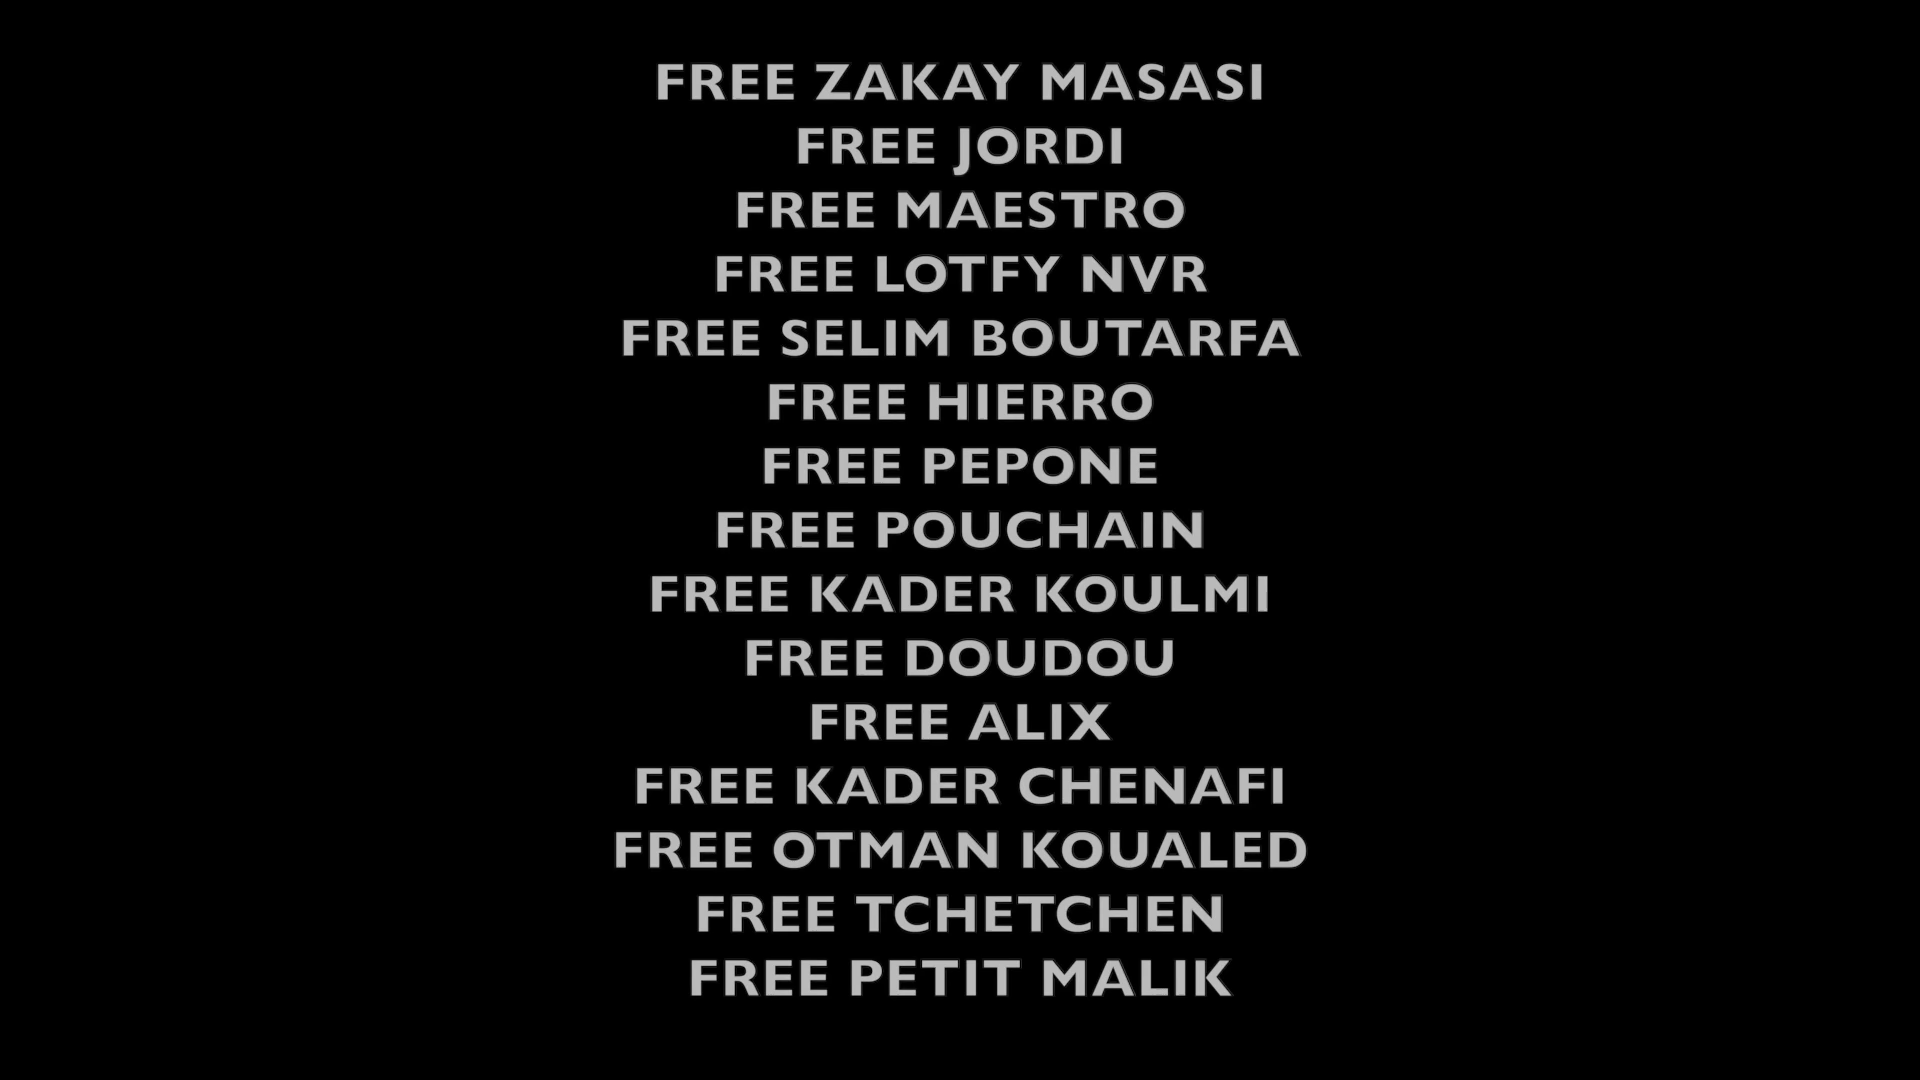 FREE ZAKAY MASASI
FREE JORDI
FREE MAESTRO
FREE LOTFY NVR
FREE SELIM BOUTARFA
FREE HIERRO
FREE PEPONE
FREE POUCHAIN
FREE KADER KOULMI
FREE DOUDOU
FREE ALIX
FREE KADER CHENAFI
FREE OTMAN KOUALED
FREE TCHETCHEN
FREE PETIT MALIK